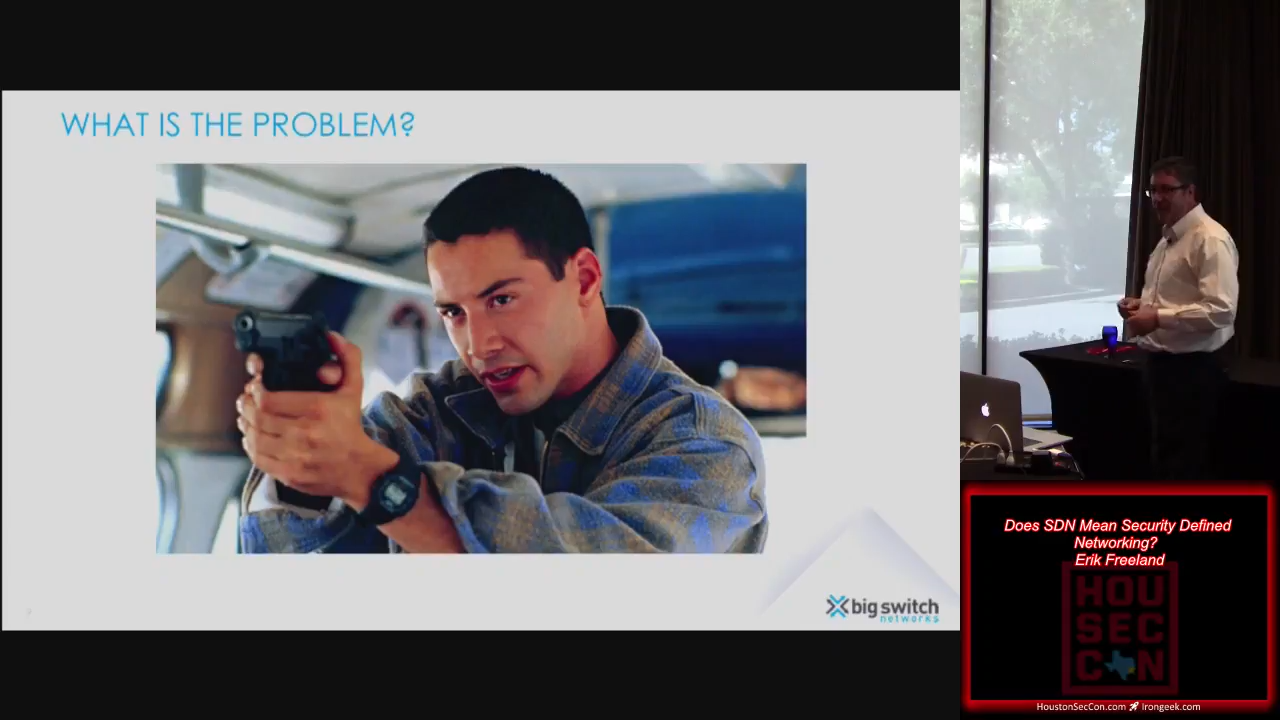 WHAT IS THE PROBLEM?
big switch
networks
Does SDN Mean Security Defined
Networking?
Erik Freeland
HOU
SEC
CON
HoustonSecCon.com Irongeek.com